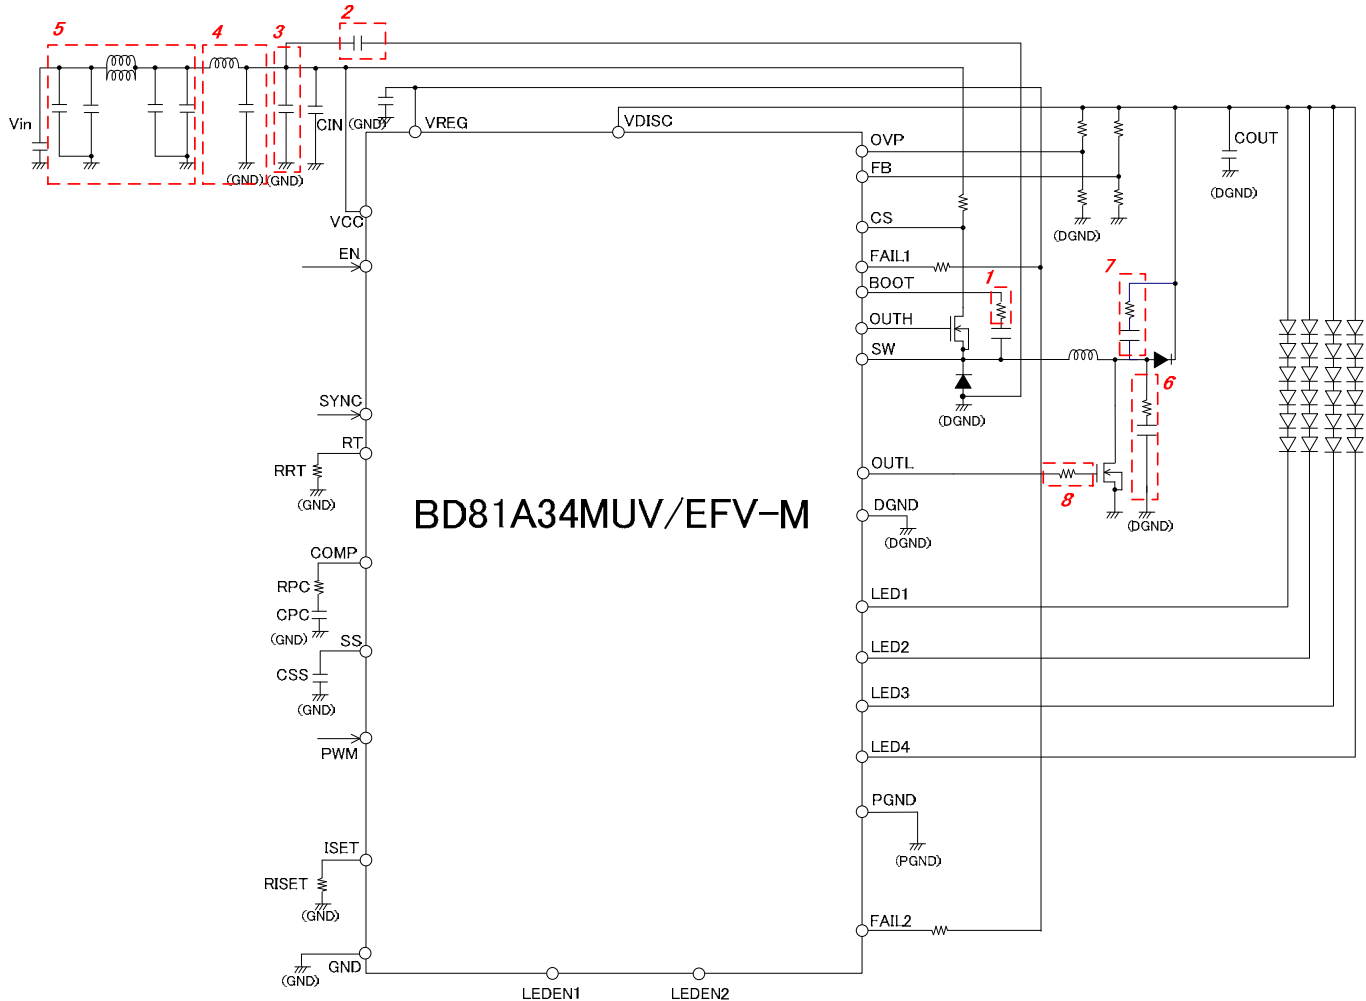 5
4
3
2
Vin
CIN
(GND)
VREG
VDISC
(GND)
(GND)
OVP
FB
COUT
(DGND)
VCC
CS
(DGND)
EN
FAIL1
BOOT
1
7
OUTH
SW
6
SYNC
(DGND)
RT
RRT
(GND)
OUTL
8
BD81A34MUV/EFV-M
DGND
(DGND)
(DGND)
COMP
RPC
CPC
(GND)
LED1
SS
CSS
(GND)
LED2
LED3
PWM
LED4
PGND
(PGND)
ISET
RISET
(GND)
FAIL2
GND
(GND)
LEDEN1
LEDEN2